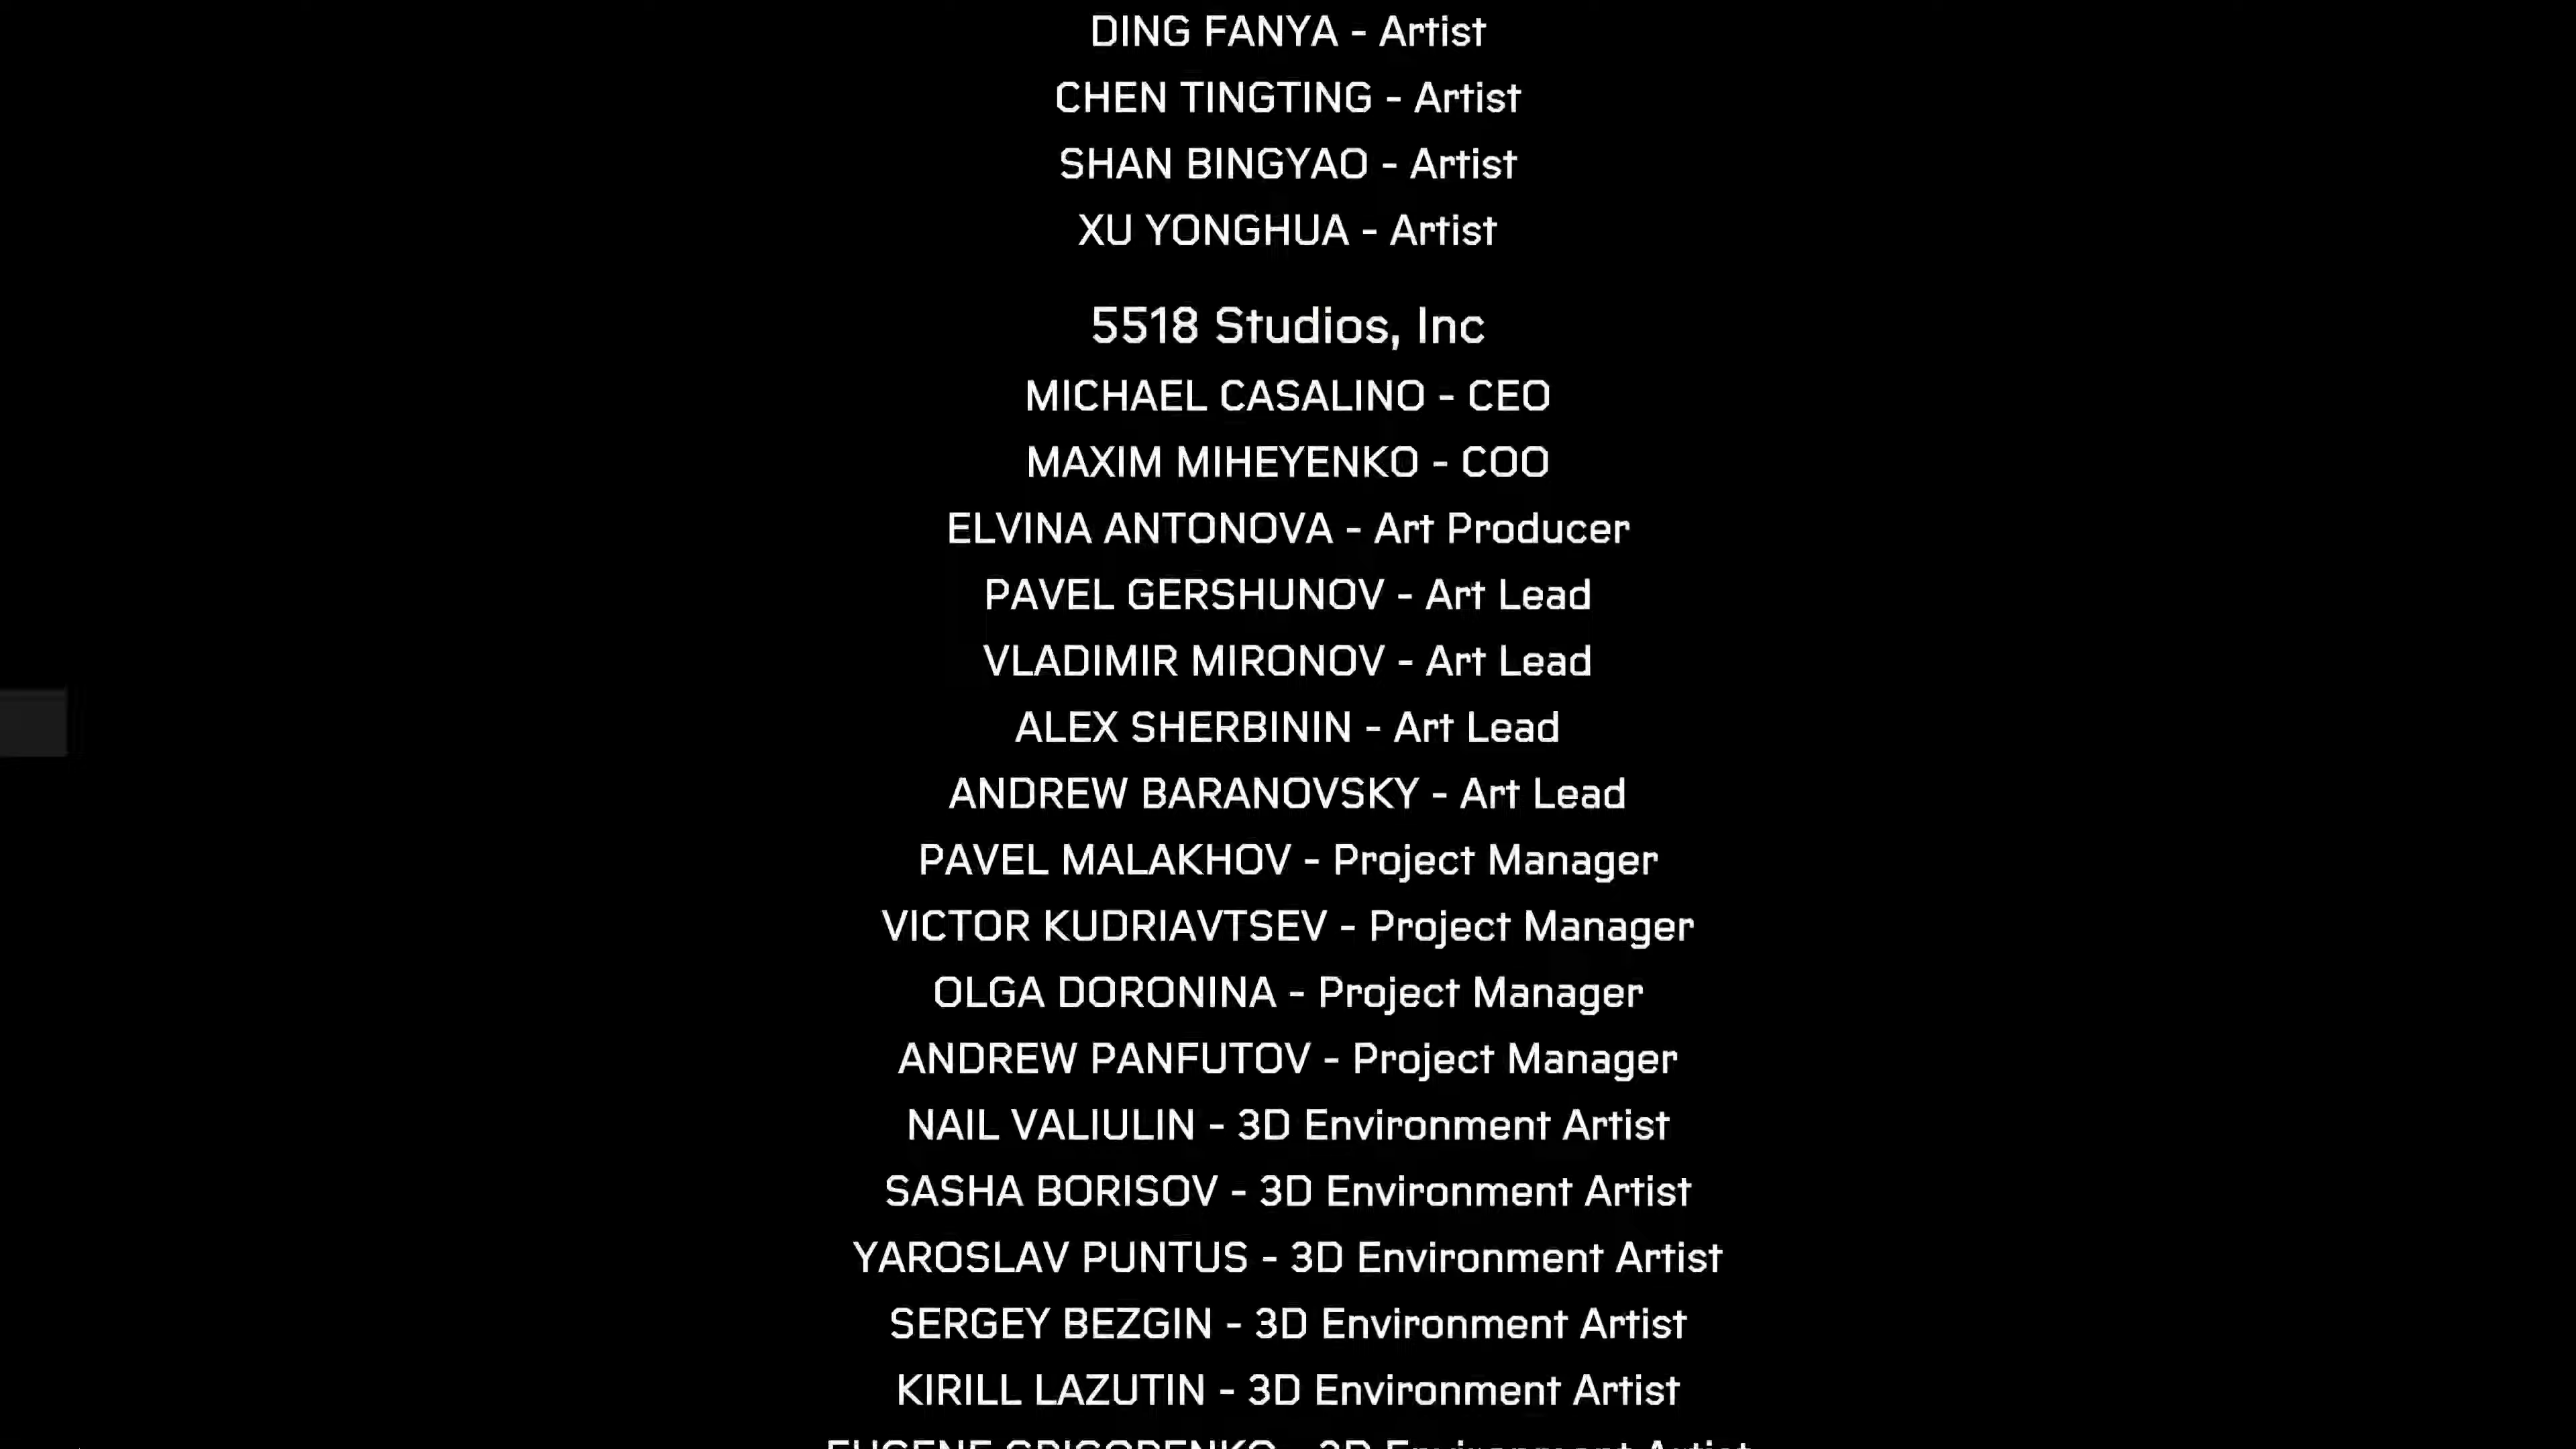 DING FANYA - Artist
CHEN TINGTING - Artist
SHAN BINGYAO - Artist
XU YONGHUA - Artist
5518 Studios, Inc
MICHAEL CASALINO - CEO
MAXIM MIHEYENKO - COO
ELVINA ANTONOVA - Art Producer
PAVEL GERSHUNOV - Art Lead
VLADIMIR MIRONOV - Art Lead
ALEX SHERBININ - Art Lead
ANDREW BARANOVSKY - Art Lead
PAVEL MALAKHOV - Project Manager
VICTOR KUDRIAVTSEV - Project Manager
OLGA DORONINA - Project Manager
ANDREW PANFUTOV - Project Manager
NAIL VALIULIN - 3D Environment Artist
SASHA BORISOV - 3D Environment Artist
YAROSLAV PUNTUS - 3D Environment Artist
SERGEY BEZGIN - 3D Environment Artist
KIRILL LAZUTIN - 3D Environment Artist